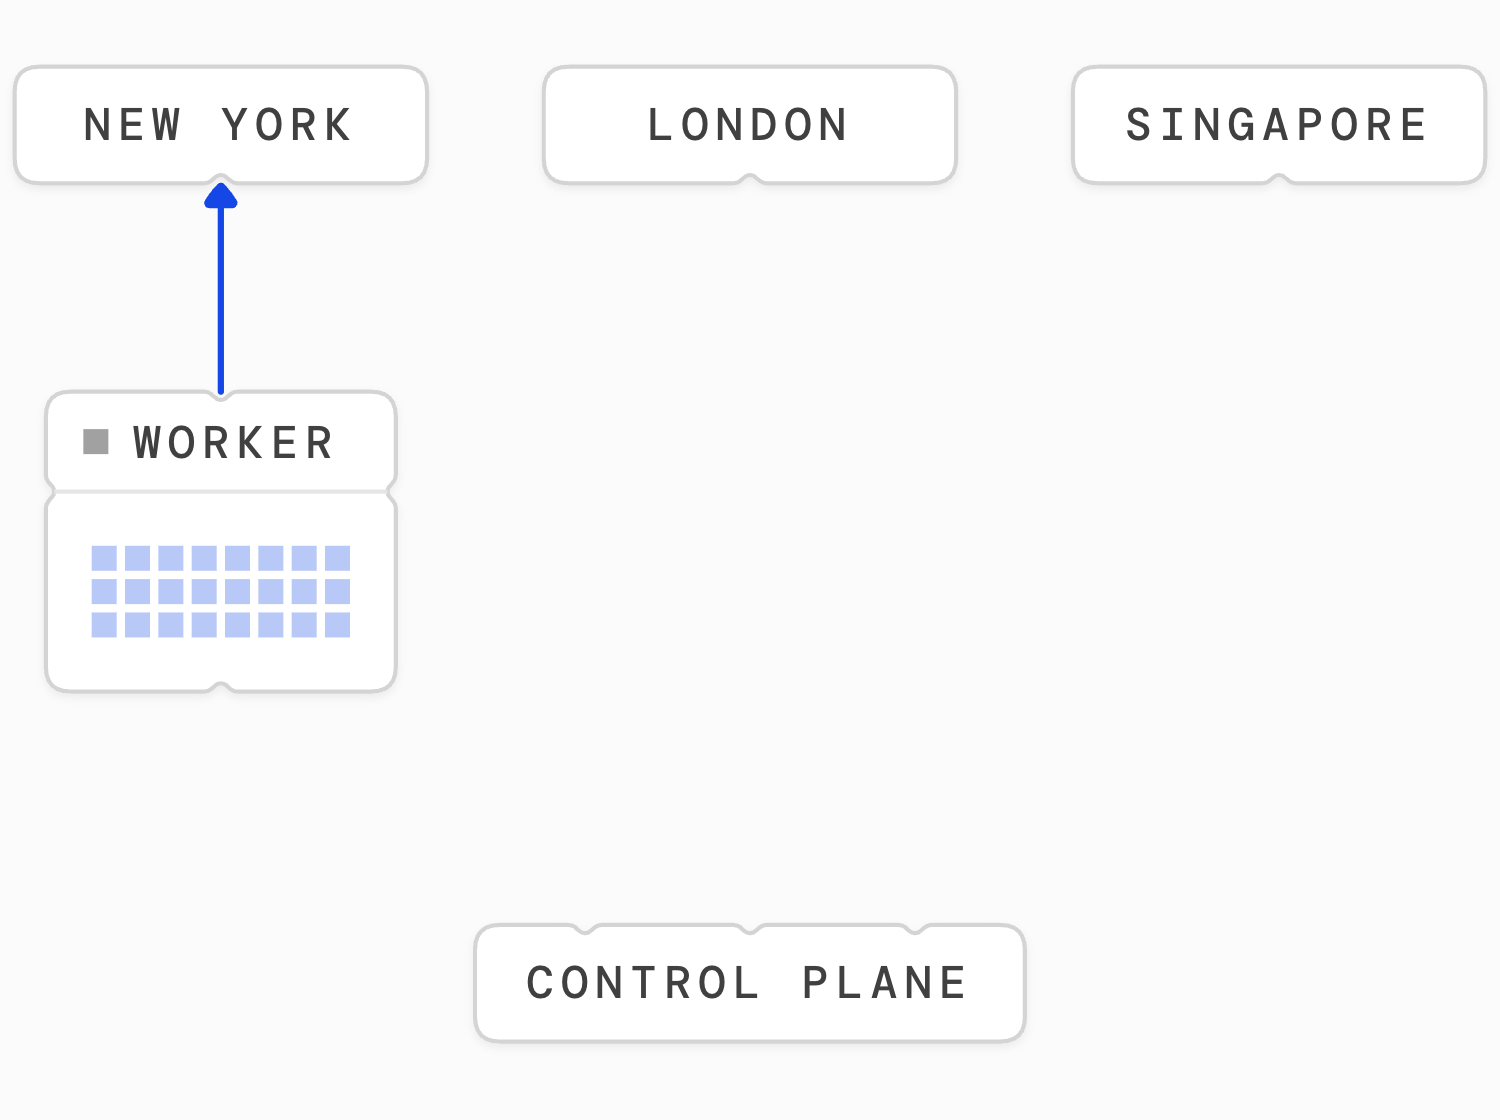 NEW YORK
LONDON
SINGAPORE
WORKER
CONTROL PLANE